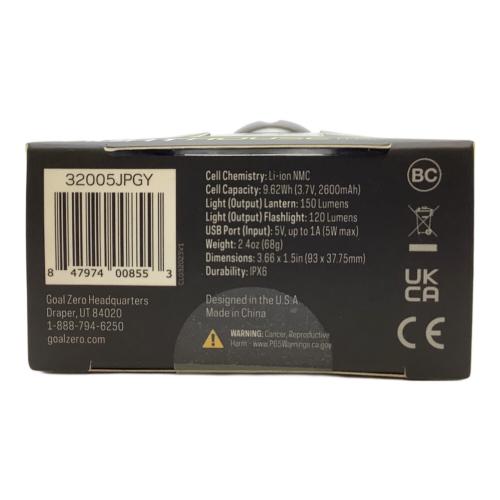 32005JPGY
8 47974 00855 3
Goal Zero Headquarters
Draper, UT 84020
1-888-794-6250
goalzero.com
CLG32023V1
Cell Chemistry: Li-ion NMC
Cell Capacity: 9.62Wh (3.7V, 2600mAh)
Light (Output) Lantern: 150 Lumens
Light (Output) Flashlight: 120 Lumens
USB Port (Input): 5V, up to 1A (5W max)
Weight: 2.4oz (68g)
Dimensions: 3.66 x 1.5in (93 x 37.75mm)
Durability: IPX6
Designed in the U.S.A
Made in China
WARNING: Cancer, Reproductive
Harm - www.P65Warnings.ca.gov
BC
UK
CA
CE